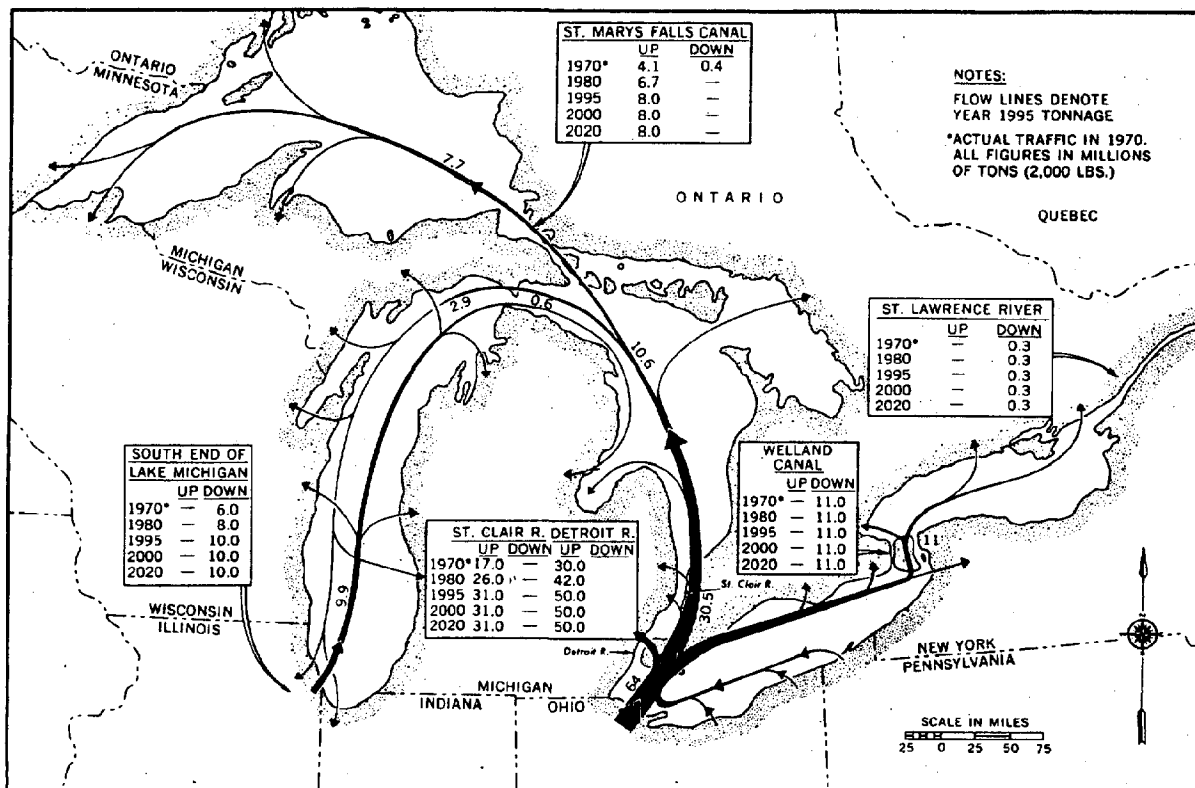 ONTARIO
MINNESOTA
MICHIGAN
WISCONSIN
ST. MARYS FALLS CANAL
UP DOWN
1970* 4.1 0.4
1980 6.7 —
1995 8.0 —
2000 8.0 —
2020 8.0 —
NOTES:
FLOW LINES DENOTE
YEAR 1995 TONNAGE
*ACTUAL TRAFFIC IN 1970.
ALL FIGURES IN MILLIONS
OF TONS (2,000 LBS.)
ONTARIO
QUEBEC
7.7
2.9
0.6
10.6
ST. LAWRENCE RIVER
UP DOWN
1970* — 0.3
1980 — 0.3
1995 — 0.3
2000 — 0.3
2020 — 0.3
SOUTH END OF
LAKE MICHIGAN
UP DOWN
1970* — 6.0
1980 — 8.0
1995 — 10.0
2000 — 10.0
2020 — 10.0
WELLAND
CANAL
UP DOWN
1970* — 11.0
1980 — 11.0
1995 — 11.0
2000 — 11.0
2020 — 11.0
11
ST. CLAIR R. DETROIT R.
UP DOWN UP DOWN
1970* 17.0 — 30.0
1980 26.0 — 42.0
1995 31.0 — 50.0
2000 31.0 — 50.0
2020 31.0 — 50.0
St. Clair R.
30.5
9.9
WISCONSIN
ILLINOIS
Detroit R.
64
NEW YORK
PENNSYLVANIA
MICHIGAN
INDIANA OHIO
SCALE IN MILES
25 0 25 50 75